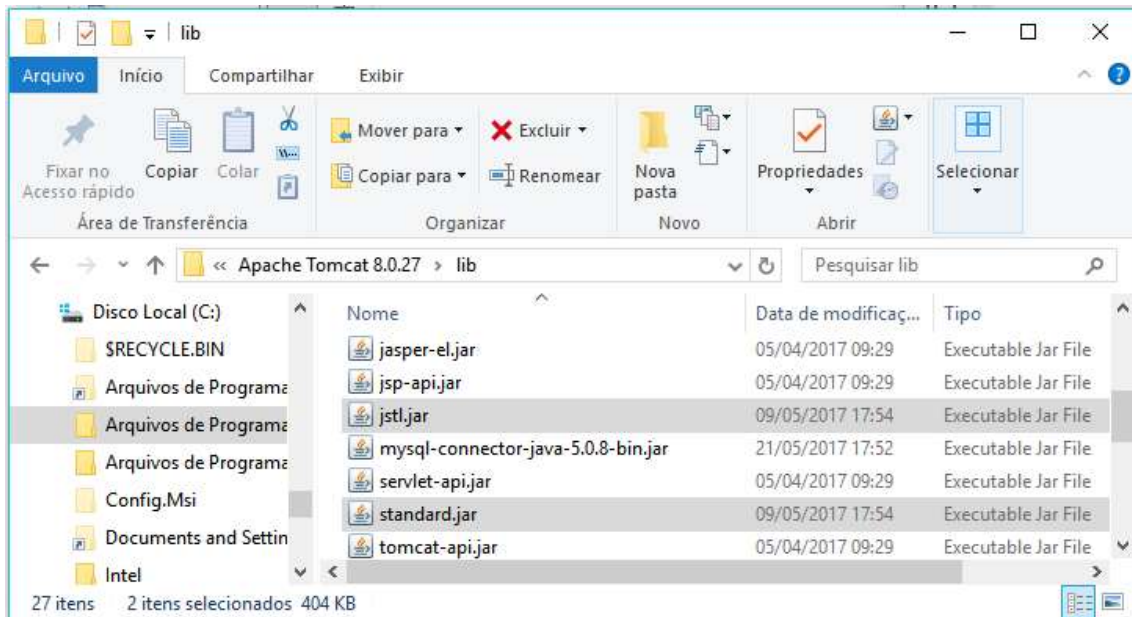 lib
Arquivo Início Compartilhar Exibir
Mover para Excluir
Fixar no Acesso rápido Copiar Colar Copiar para Renomear Nova pasta Propriedades Selecionar
Área de Transferência Organizar Novo Abrir
« Apache Tomcat 8.0.27 › lib Pesquisar lib
Disco Local (C:) Nome Data de modificaç... Tipo
$RECYCLE.BIN jasper-el.jar 05/04/2017 09:29 Executable Jar File
Arquivos de Programa jsp-api.jar 05/04/2017 09:29 Executable Jar File
Arquivos de Programa jstl.jar 09/05/2017 17:54 Executable Jar File
Arquivos de Programa mysql-connector-java-5.0.8-bin.jar 21/05/2017 17:52 Executable Jar File
Config.Msi servlet-api.jar 05/04/2017 09:29 Executable Jar File
Documents and Settin standard.jar 09/05/2017 17:54 Executable Jar File
Intel tomcat-api.jar 05/04/2017 09:29 Executable Jar File
27 itens 2 itens selecionados 404 KB